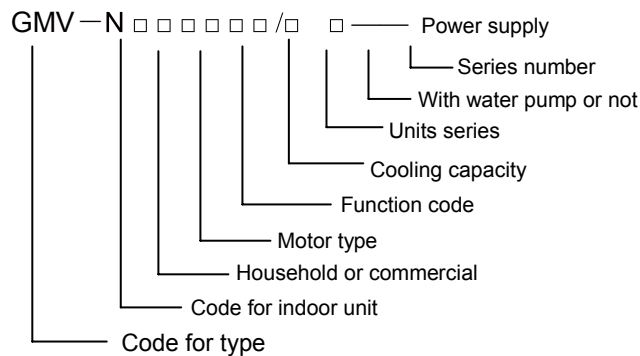 GMV－N□□□□□□/□ □
Power supply
Series number
With water pump or not
Units series
Cooling capacity
Function code
Motor type
Household or commercial
Code for indoor unit
Code for type